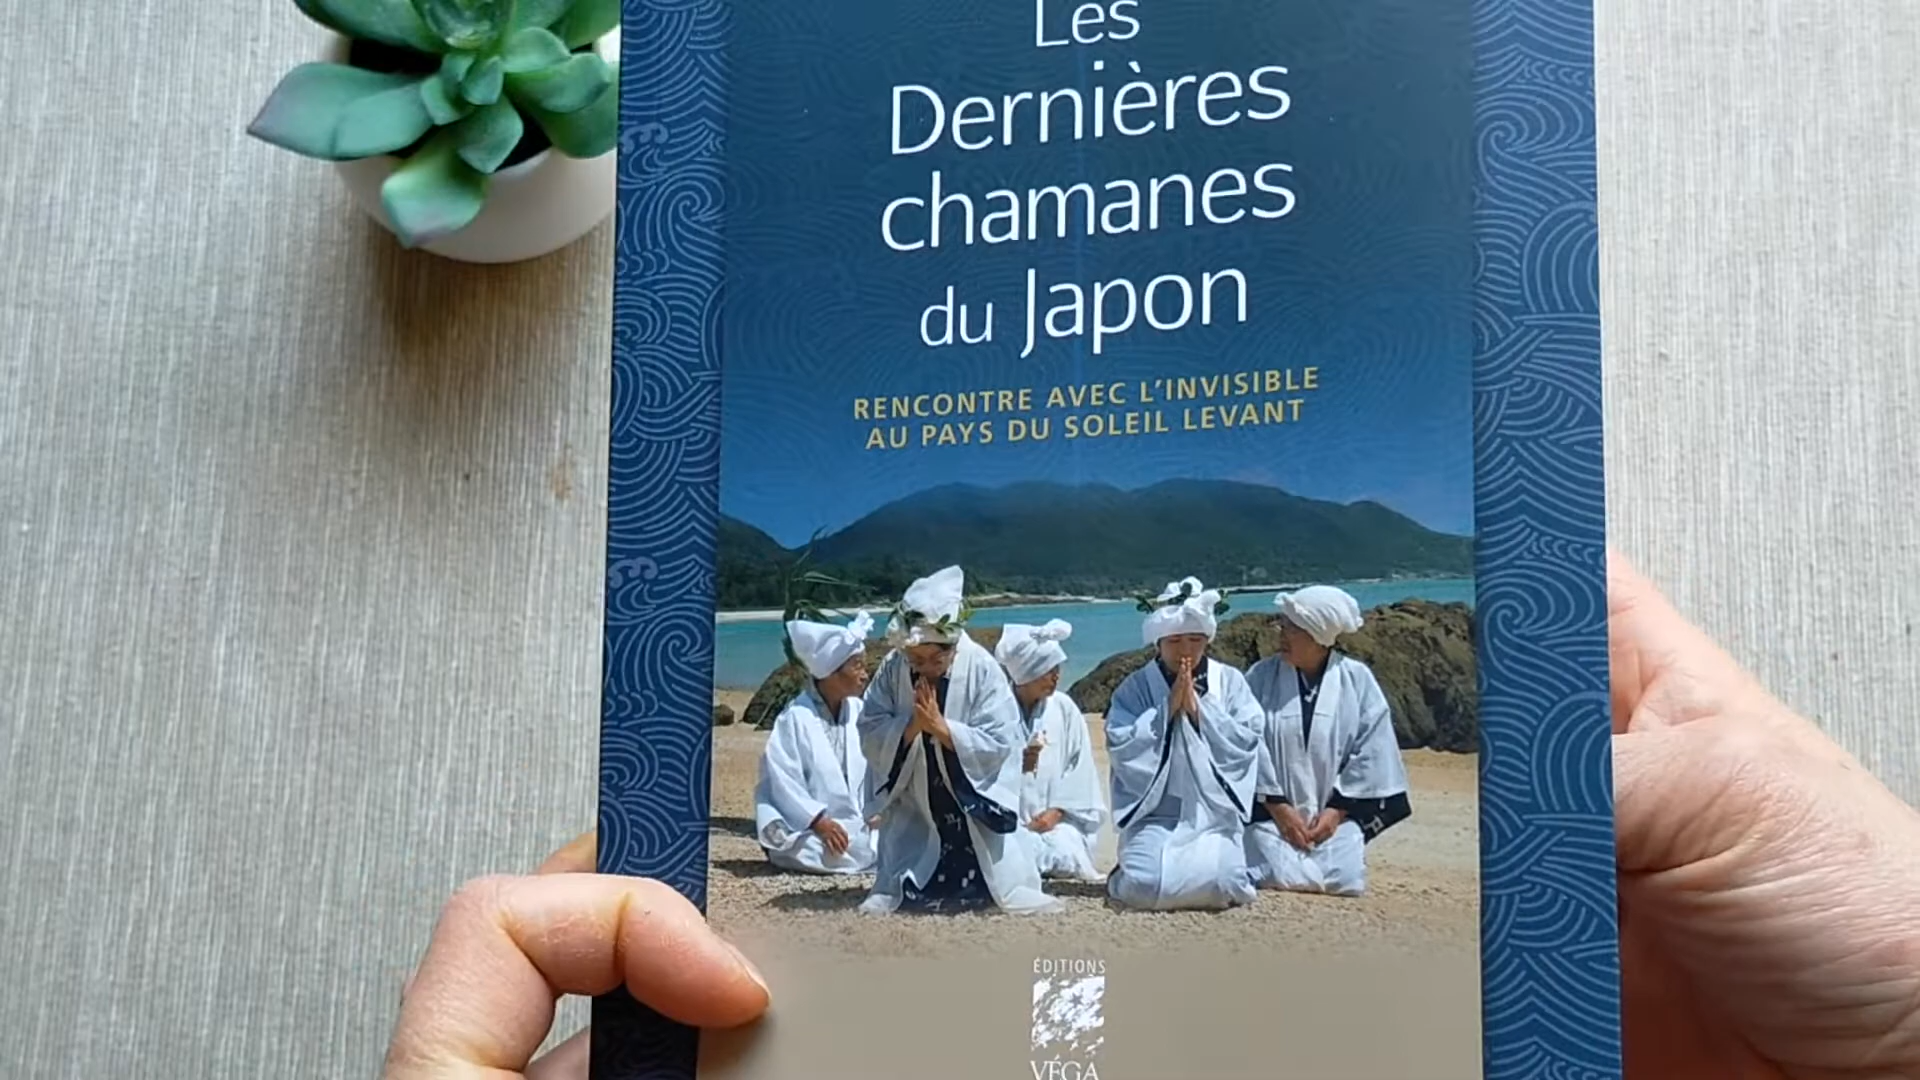 Les
Dernières
chamanes
du Japon
RENCONTRE AVEC L'INVISIBLE
AU PAYS DU SOLEIL LEVANT
ÉDITIONS
VÉGA